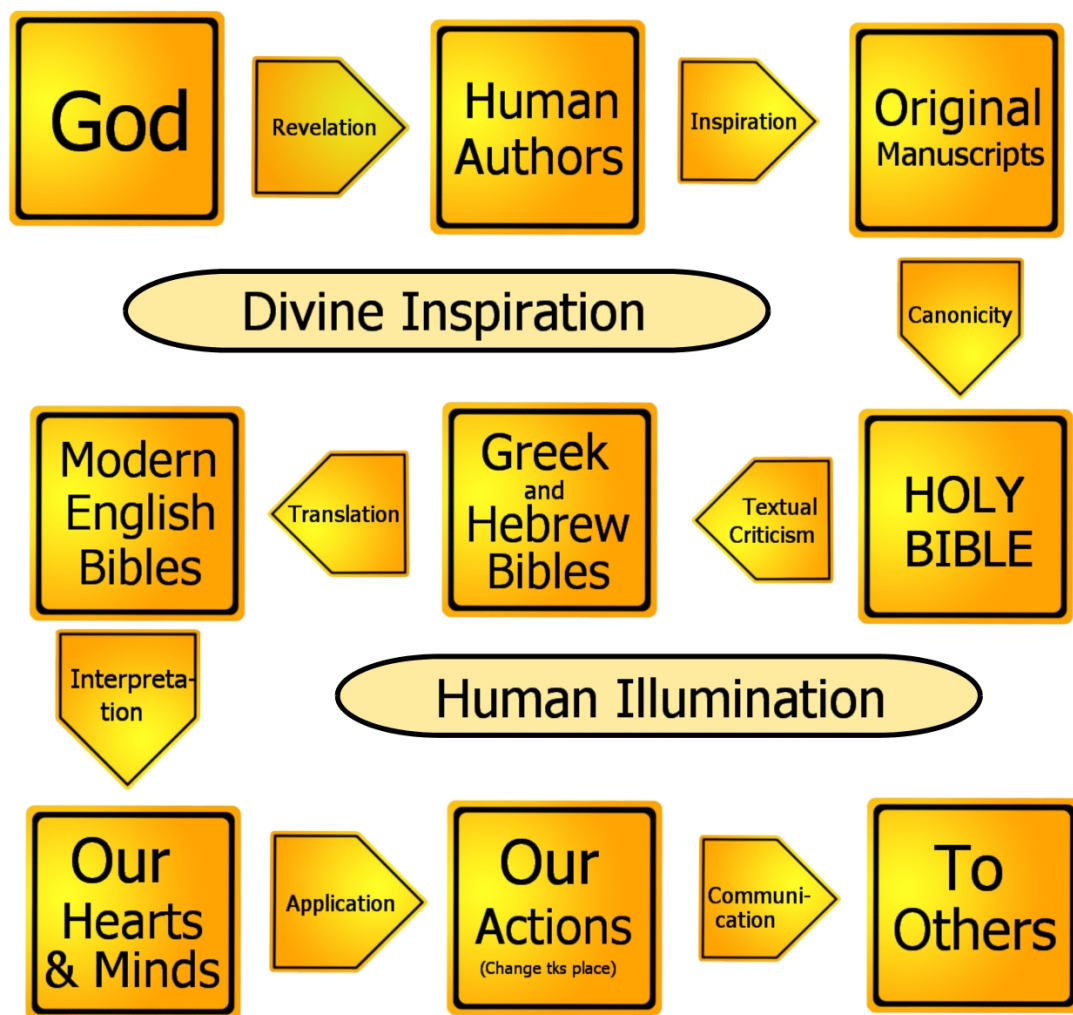 God
Revelation
Human
Authors
Inspiration
Original
Manuscripts
Divine Inspiration
Canonicity
HOLY
BIBLE
Textual
Criticism
Greek
and
Hebrew
Bibles
Translation
Modern
English
Bibles
Interpreta-
tion
Human Illumination
Our
Hearts
& Minds
Application
Our
Actions
(Change tks place)
Communi-
cation
To
Others